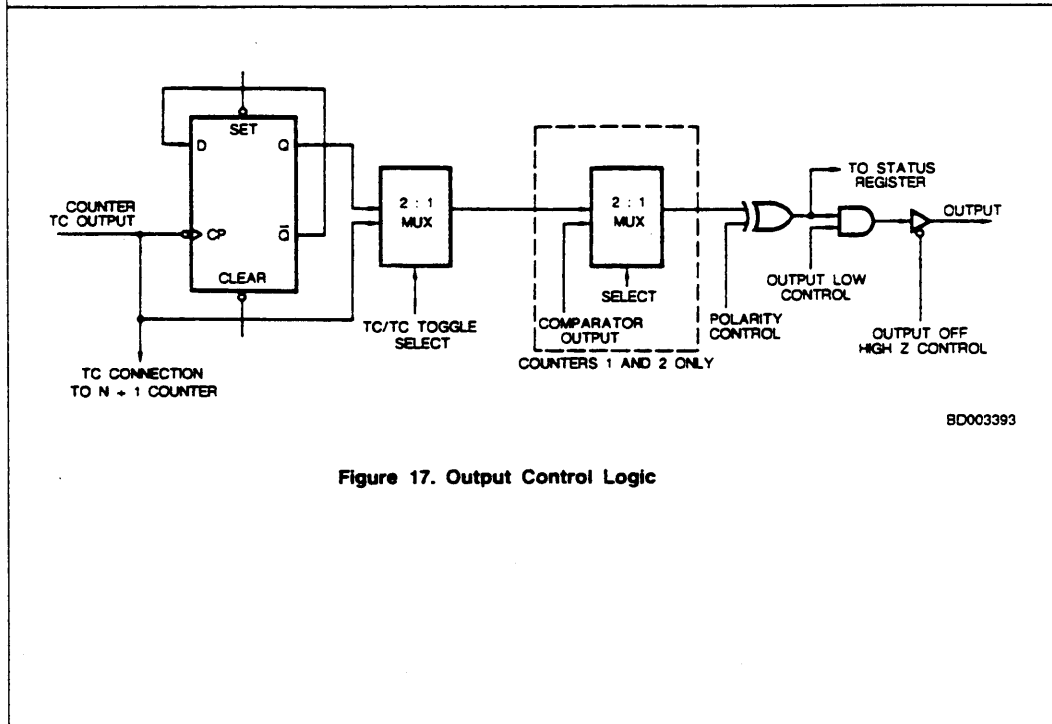 SET
D
Q
COUNTER
TC OUTPUT
CP
Q̅
CLEAR
2 : 1
MUX
TC/TC TOGGLE
SELECT
TC CONNECTION
TO N + 1 COUNTER
2 : 1
MUX
SELECT
COMPARATOR
OUTPUT
COUNTERS 1 AND 2 ONLY
POLARITY
CONTROL
TO STATUS
REGISTER
OUTPUT
OUTPUT LOW
CONTROL
OUTPUT OFF
HIGH Z CONTROL
BD003393
Figure 17. Output Control Logic